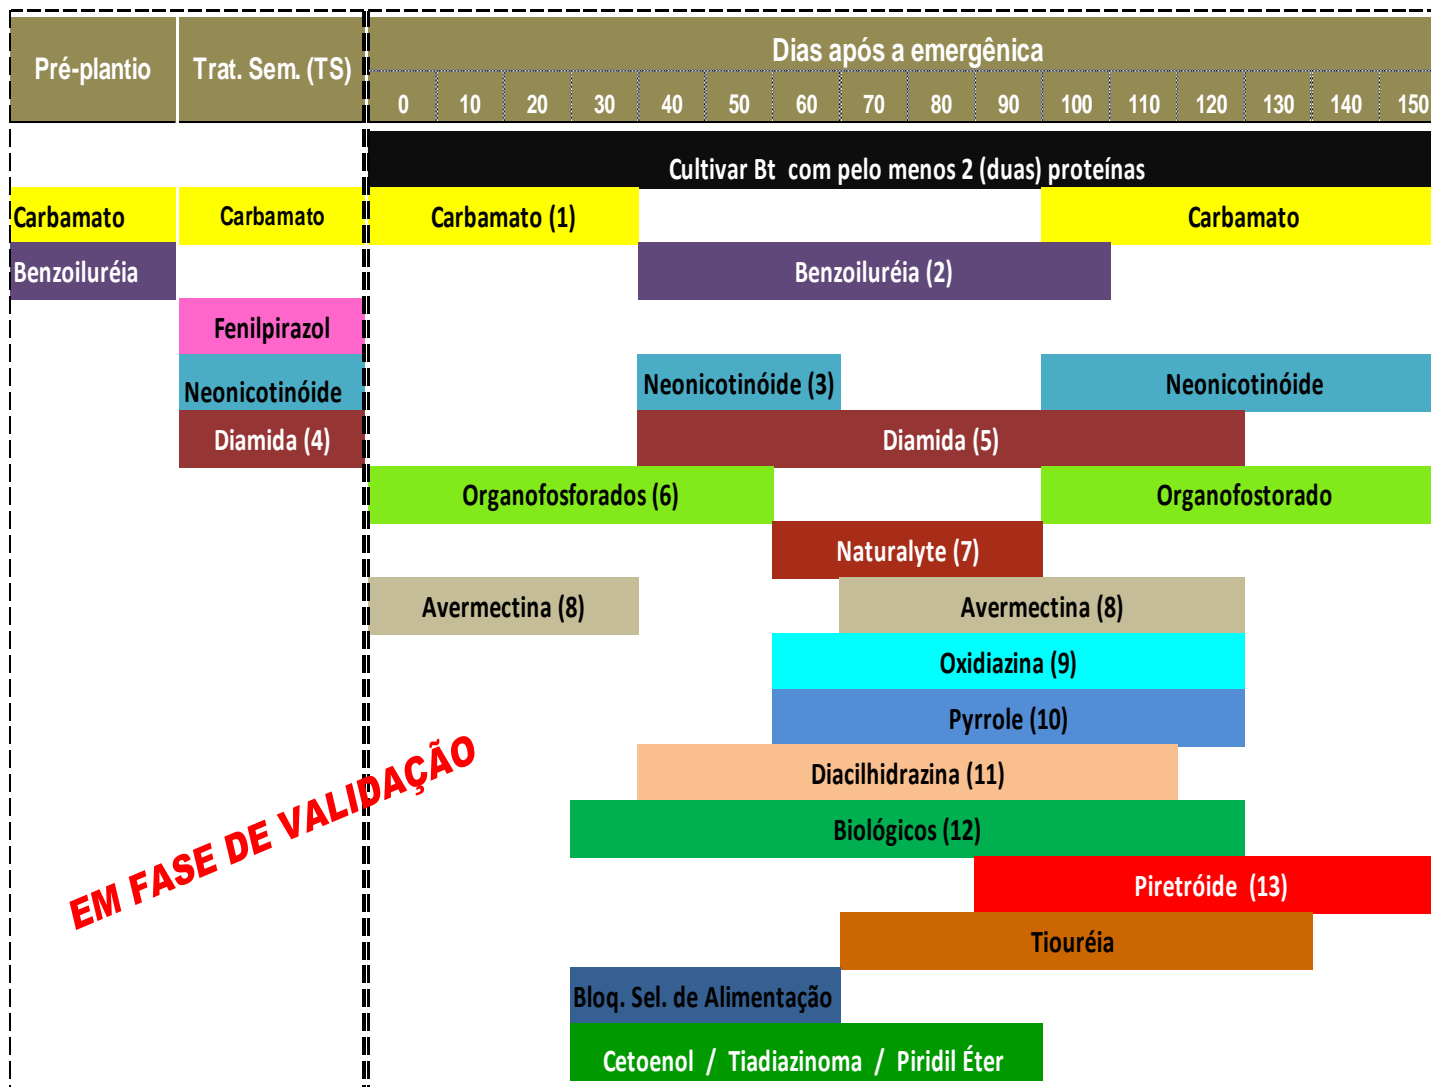 Pré-plantio
Trat. Sem. (TS)
Dias após a emergênica
0 10 20 30 40 50 60 70 80 90 100 110 120 130 140 150
Cultivar Bt com pelo menos 2 (duas) proteínas
Carbamato Carbamato Carbamato (1) Carbamato
Benzoiluréia Benzoiluréia (2)
Fenilpirazol
Neonicotinóide Neonicotinóide (3) Neonicotinóide
Diamida (4) Diamida (5)
Organofosforados (6) Organofostorado
Naturalyte (7)
Avermectina (8) Avermectina (8)
Oxidiazina (9)
Pyrrole (10)
Diacilhidrazina (11)
Biológicos (12)
EM FASE DE VALIDAÇÃO
Piretróide (13)
Tiouréia
Bloq. Sel. de Alimentação
Cetoenol / Tiadiazinoma / Piridil Éter